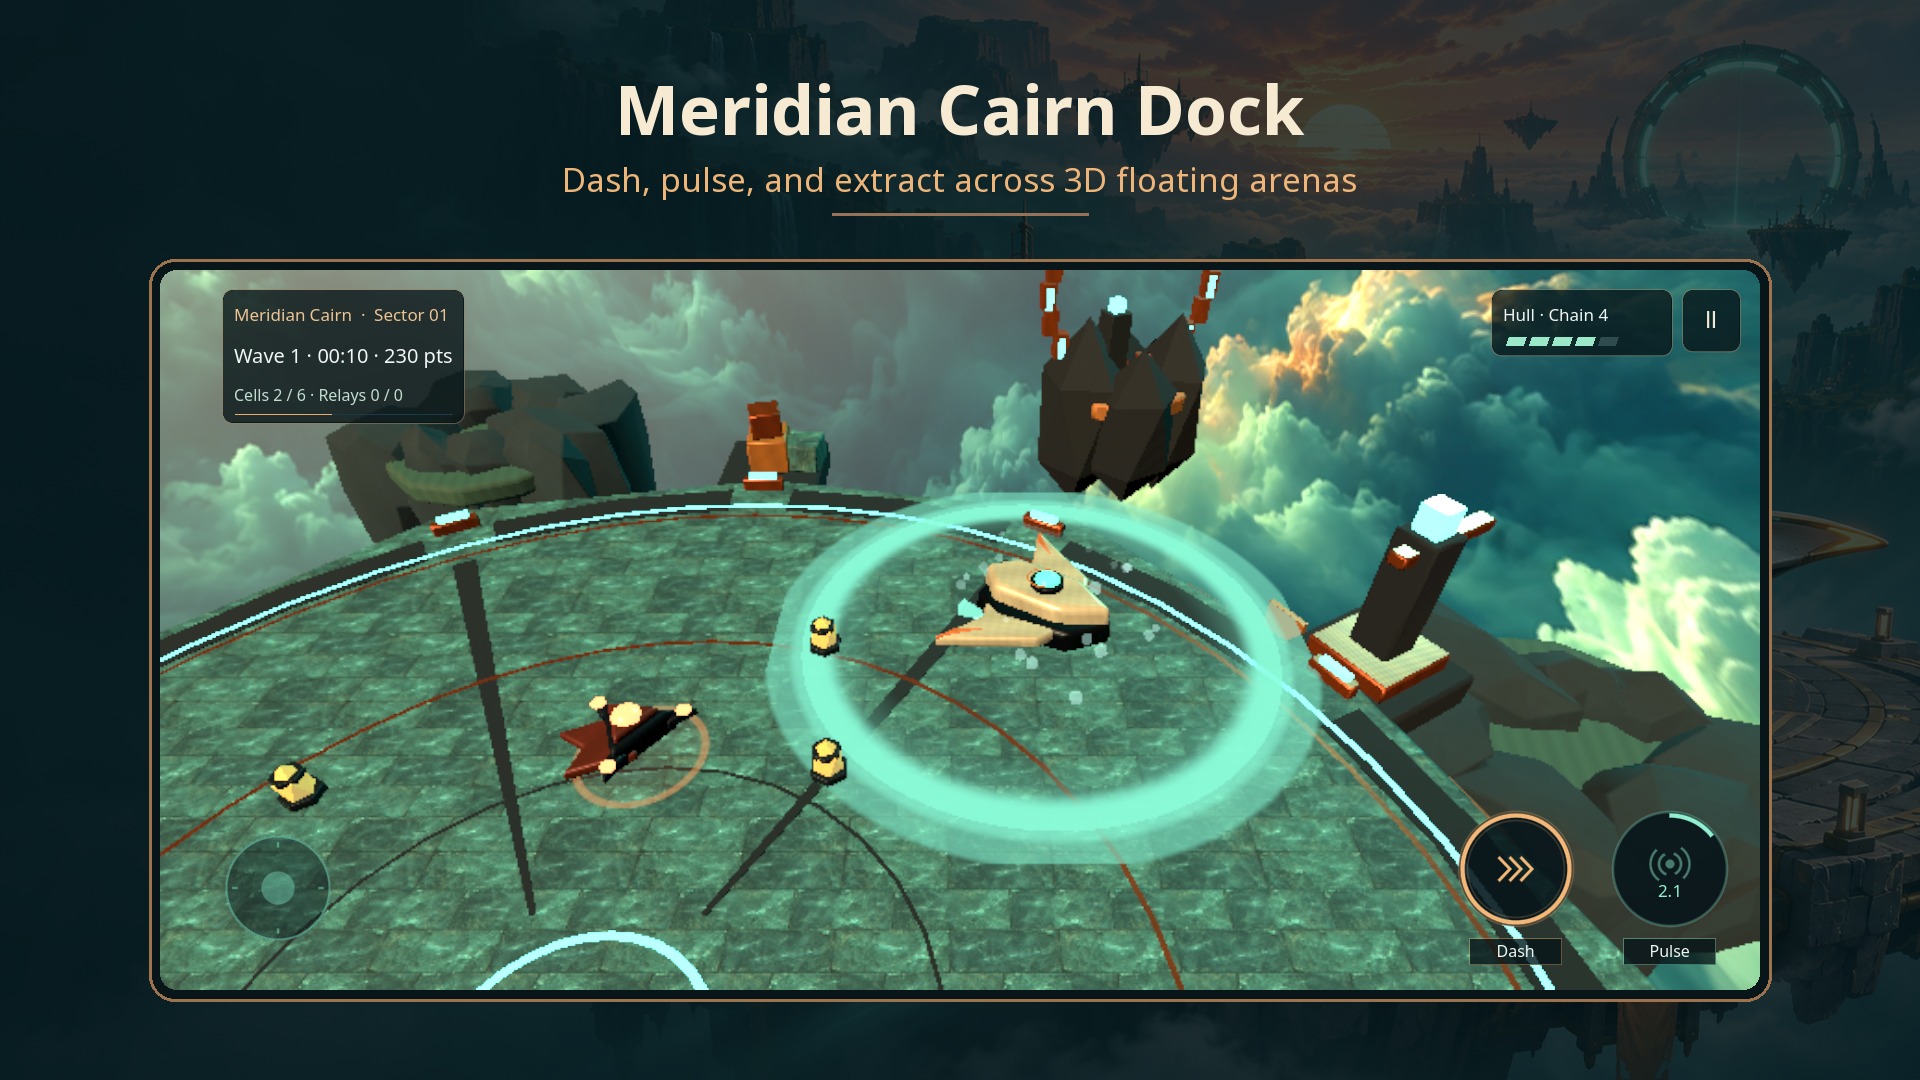 Meridian Cairn Dock
Dash, pulse, and extract across 3D floating arenas
Meridian Cairn · Sector 01
Wave 1 · 00:10 · 230 pts
Cells 2 / 6 · Relays 0 / 0
Hull · Chain 4
2.1
Dash
Pulse